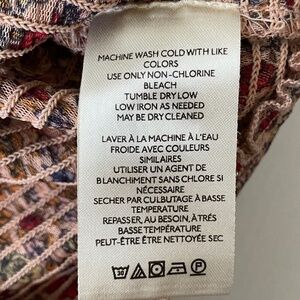 MACHINE WASH COLD WITH LIKE
COLORS
USE ONLY NON-CHLORINE
BLEACH
TUMBLE DRY LOW
LOW IRON AS NEEDED
MAY BE DRY CLEANED
LAVER À LA MACHINE À L'EAU
FROIDE AVEC COULEURS
SIMILAIRES
UTILISER UN AGENT DE
BLANCHIMENT SANS CHLORE SI
NÉCESSAIRE
SECHER PAR CULBUTAGE À BASSE
TEMPERATURE
REPASSER, AU BESOIN, À TRÈS
BASSE TEMPÉRATURE
PEUT-ÊTRE ÊTRE NETTOYÉE SEC